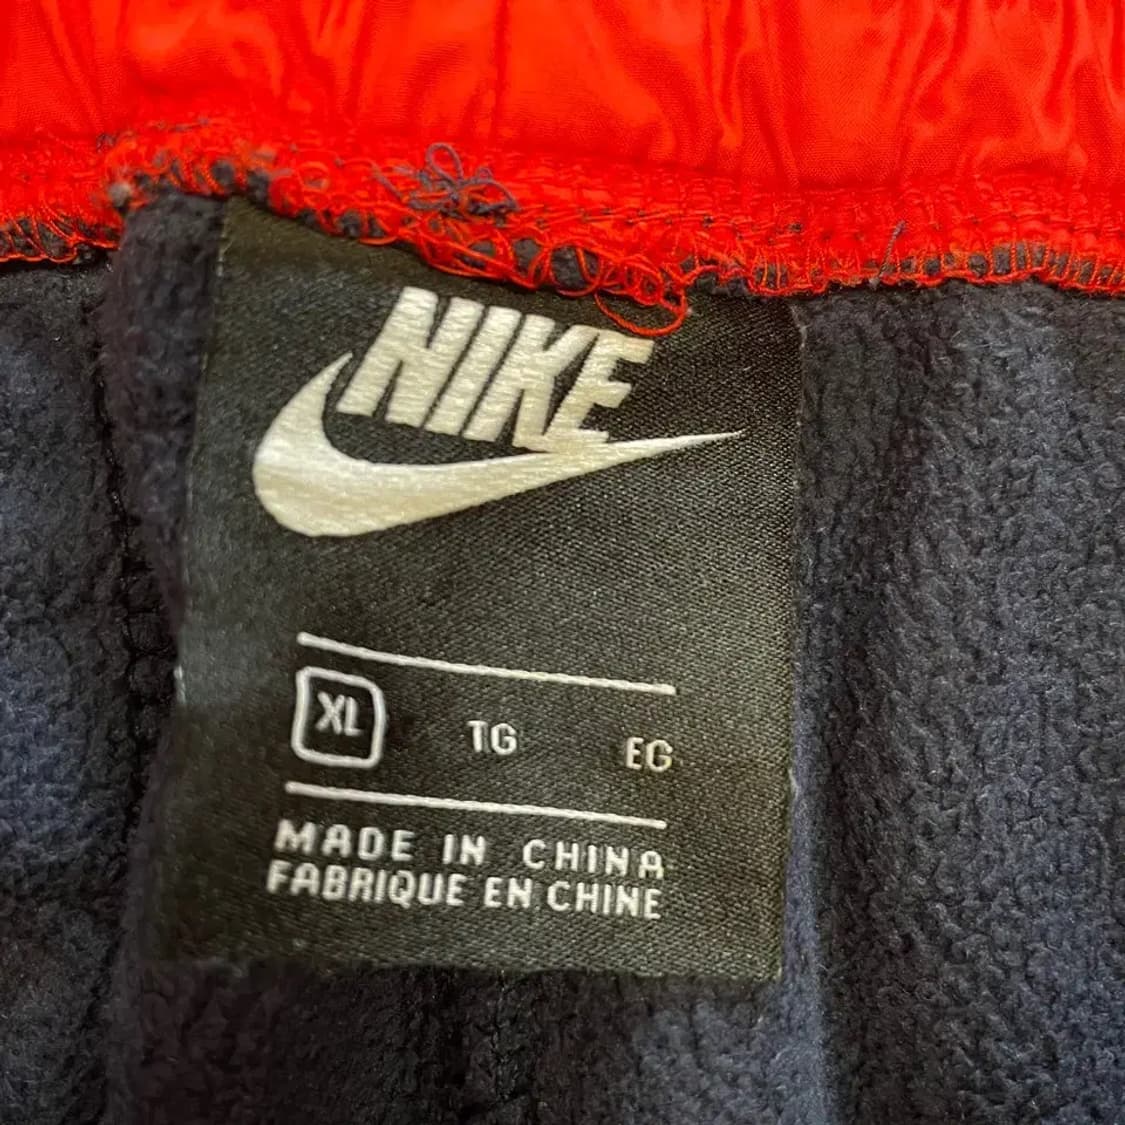 NIKE
XL TG EG
MADE IN CHINA
FABRIQUE EN CHINE